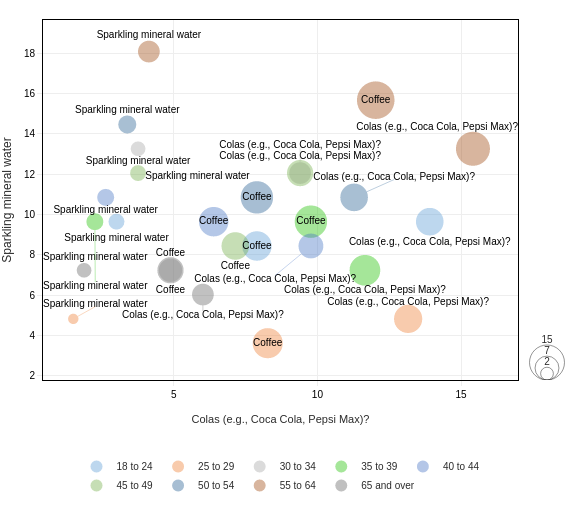 Sparkling mineral water
18
16
Coffee
Sparkling mineral water
14
Colas (e.g., Coca Cola, Pepsi Max)?
Colas (e.g., Coca Cola, Pepsi Max)?
Colas (e.g., Coca Cola, Pepsi Max)?
Sparkling mineral water
12
Sparkling mineral water
Colas (e.g., Coca Cola, Pepsi Max)?
Coffee
Sparkling mineral water
10
Coffee
Coffee
Sparkling mineral water
Colas (e.g., Coca Cola, Pepsi Max)?
Coffee
8
Coffee
Sparkling mineral water
Coffee
Colas (e.g., Coca Cola, Pepsi Max)?
Sparkling mineral water
Coffee
Colas (e.g., Coca Cola, Pepsi Max)?
6
Sparkling mineral water
Colas (e.g., Coca Cola, Pepsi Max)?
Colas (e.g., Coca Cola, Pepsi Max)?
4
Coffee
2
Sparkling mineral water
5
10
15
Colas (e.g., Coca Cola, Pepsi Max)?
15
7
2
18 to 24
25 to 29
30 to 34
35 to 39
40 to 44
45 to 49
50 to 54
55 to 64
65 and over